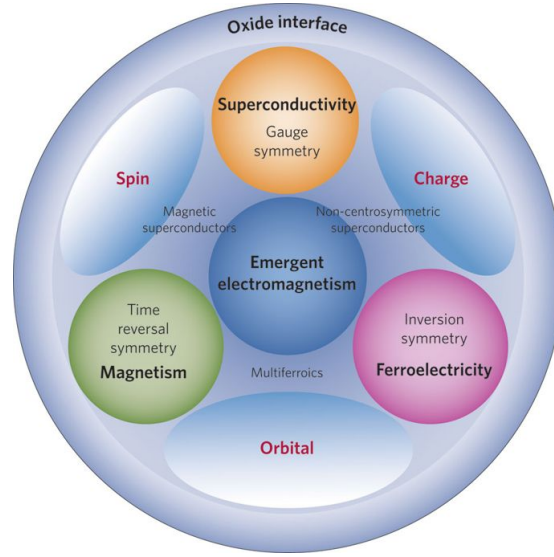 Oxide interface
Superconductivity
Gauge
symmetry
Spin
Charge
Magnetic
superconductors
Non-centrosymmetric
superconductors
Emergent
electromagnetism
Time
reversal
symmetry
Magnetism
Inversion
symmetry
Ferroelectricity
Multiferroics
Orbital